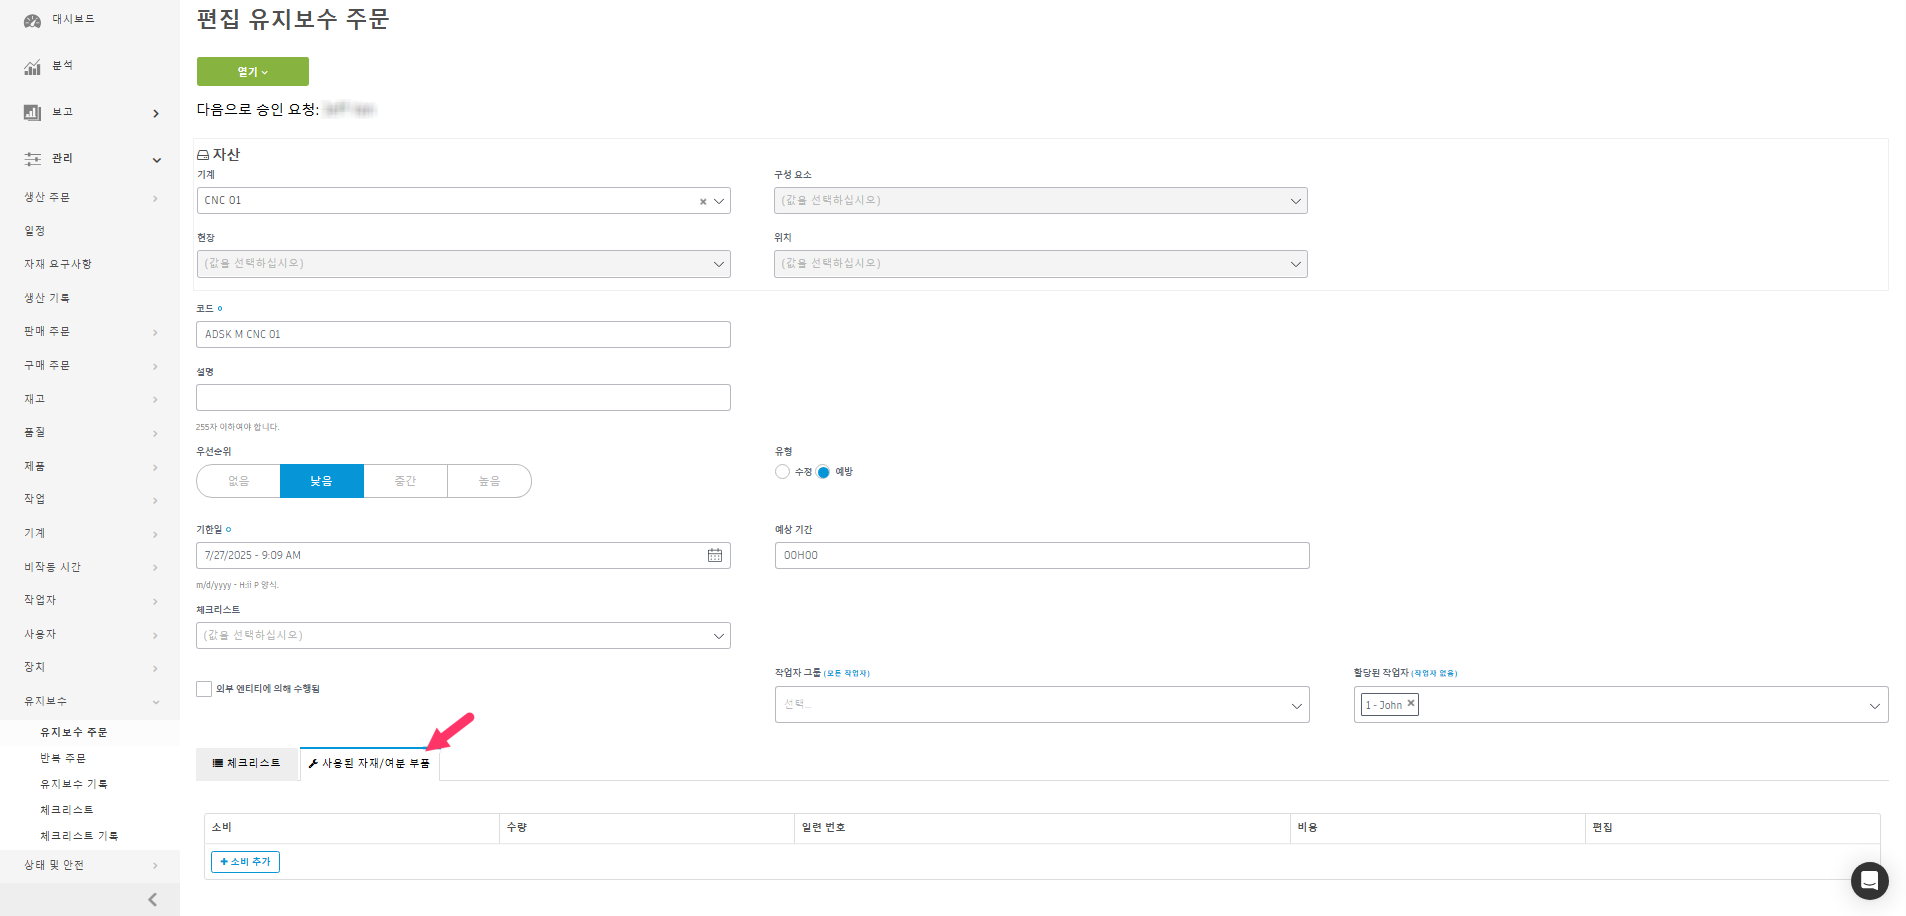 대시보드
분석
보고
관리
생산 주문
일정
자재 요구사항
생산 기록
판매 주문
구매 주문
재고
품질
제품
작업
기계
비작동 시간
작업자
사용자
장치
유지보수
유지보수 주문
반복 주문
유지보수 기록
체크리스트
체크리스트 기록
상태 및 안전
편집 유지보수 주문
열기
다음으로 승인 요청:
자산
기계
구성 요소
CNC 01
(값을 선택하십시오)
현장
위치
(값을 선택하십시오)
(값을 선택하십시오)
코드
ADSK M CNC 01
설명
255자 이하여야 합니다.
우선순위
유형
없음 낮음 중간 높음
수정 예방
기한일
예상 기간
7/27/2025 - 9:09 AM
00H00
m/d/yyyy - H:ii P 양식.
체크리스트
(값을 선택하십시오)
외부 엔티티에 의해 수행됨
작업자 그룹 (모든 작업자)
할당된 작업자 (작업자 없음)
선택...
1 - John
체크리스트
사용된 자재/여분 부품
소비 수량 일련 번호 비용 편집
+ 소비 추가